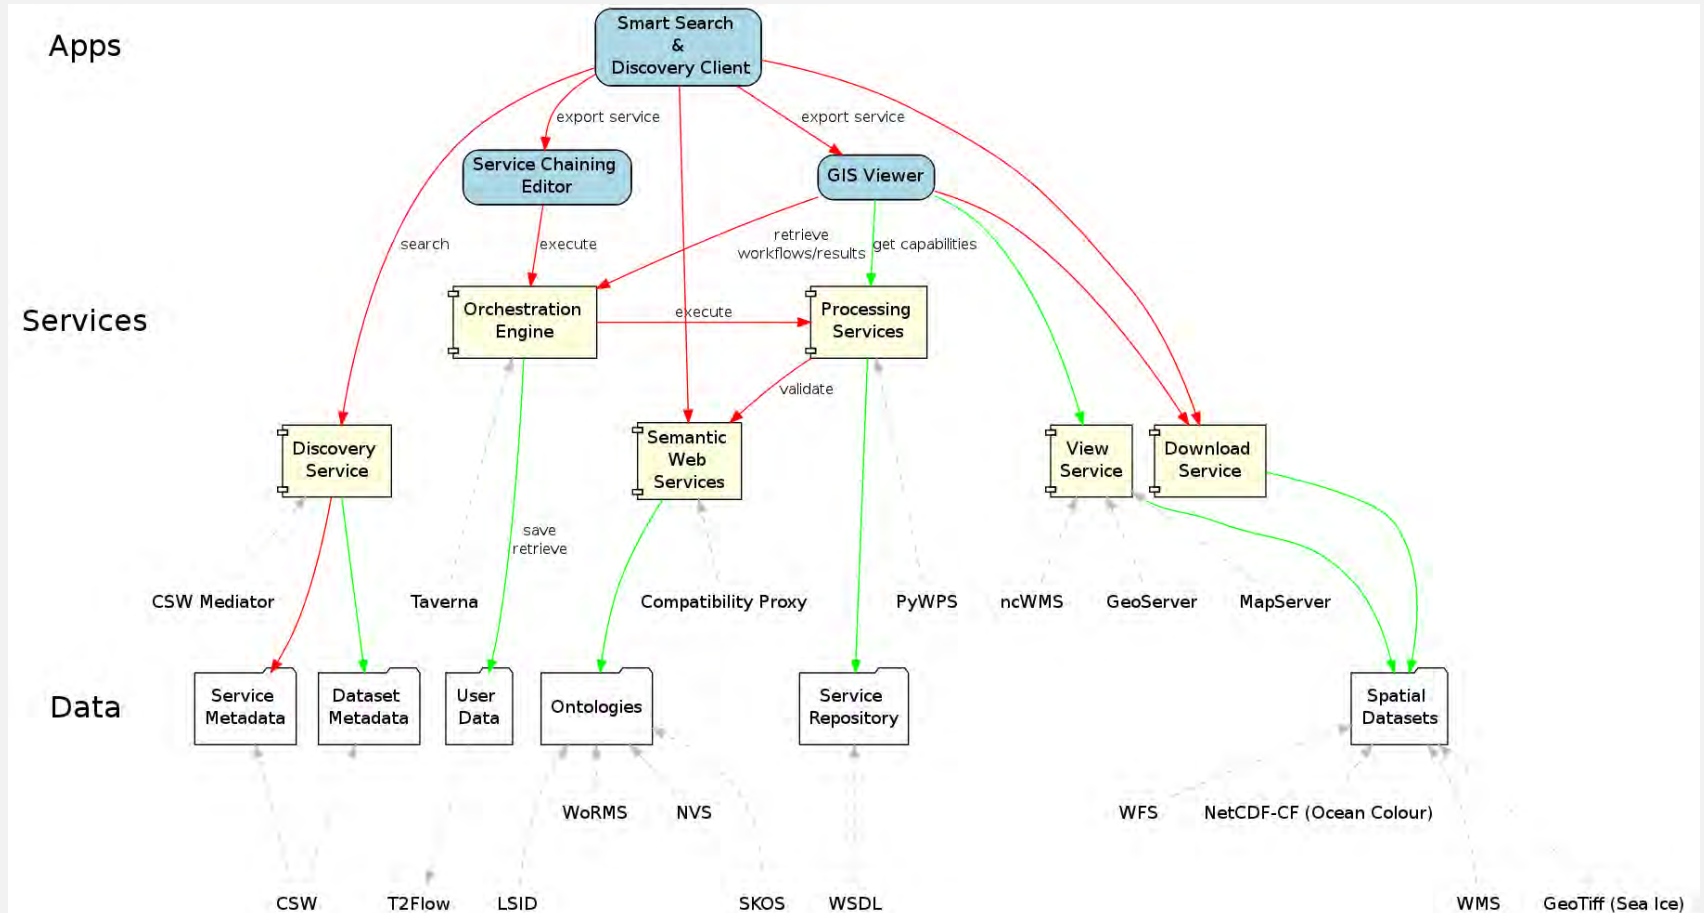 Smart Search
&
Discovery Client
Apps
export service
export service
Service Chaining
Editor
GIS Viewer
search
execute
retrieve
workflows/results
get capabilities
Services
Orchestration
Engine
execute
Processing
Services
validate
Discovery
Service
Semantic
Web
Services
View
Service
Download
Service
save
retrieve
CSW Mediator
Taverna
Compatibility Proxy
PyWPS
ncWMS
GeoServer
MapServer
Data
Service
Metadata
Dataset
Metadata
User
Data
Ontologies
Service
Repository
Spatial
Datasets
WoRMS
NVS
WFS
NetCDF-CF (Ocean Colour)
CSW
T2Flow
LSID
SKOS
WSDL
WMS
GeoTiff (Sea Ice)